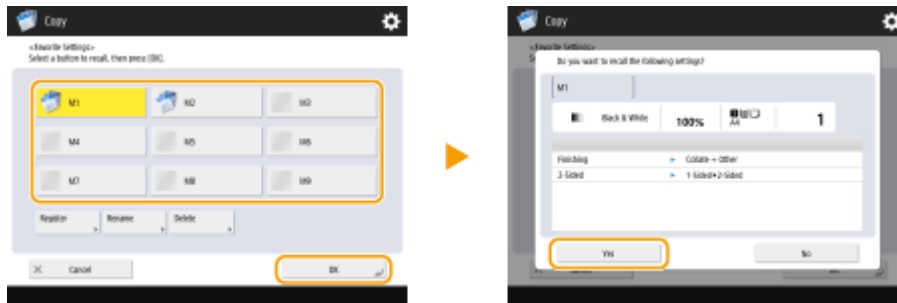 Copy
<Favorite Settings>
Select a button to recall, then press [OK].
M1
M2
M3
M4
M5
M6
M7
M8
M9
Register
Rename
Delete
Cancel
OK
Copy
<Favorite Settings>
Do you want to recall the following settings?
M1
Black & White
100%
A4
1
Finishing
Collate + Other
2-Sided
1-Sided▸2-Sided
Yes
No